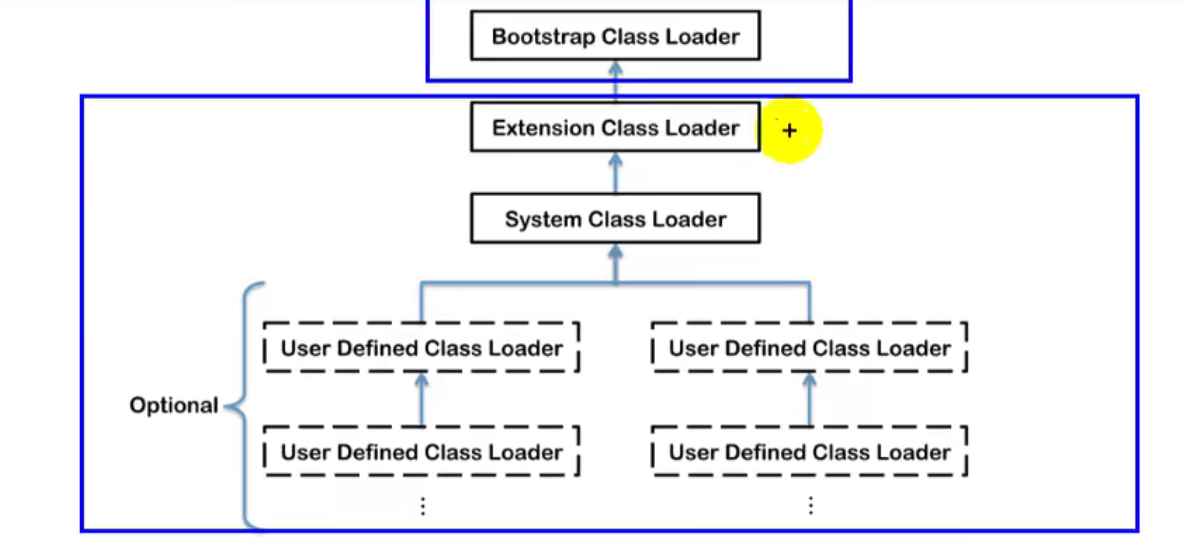 Bootstrap Class Loader
Extension Class Loader
System Class Loader
User Defined Class Loader
User Defined Class Loader
Optional
User Defined Class Loader
User Defined Class Loader